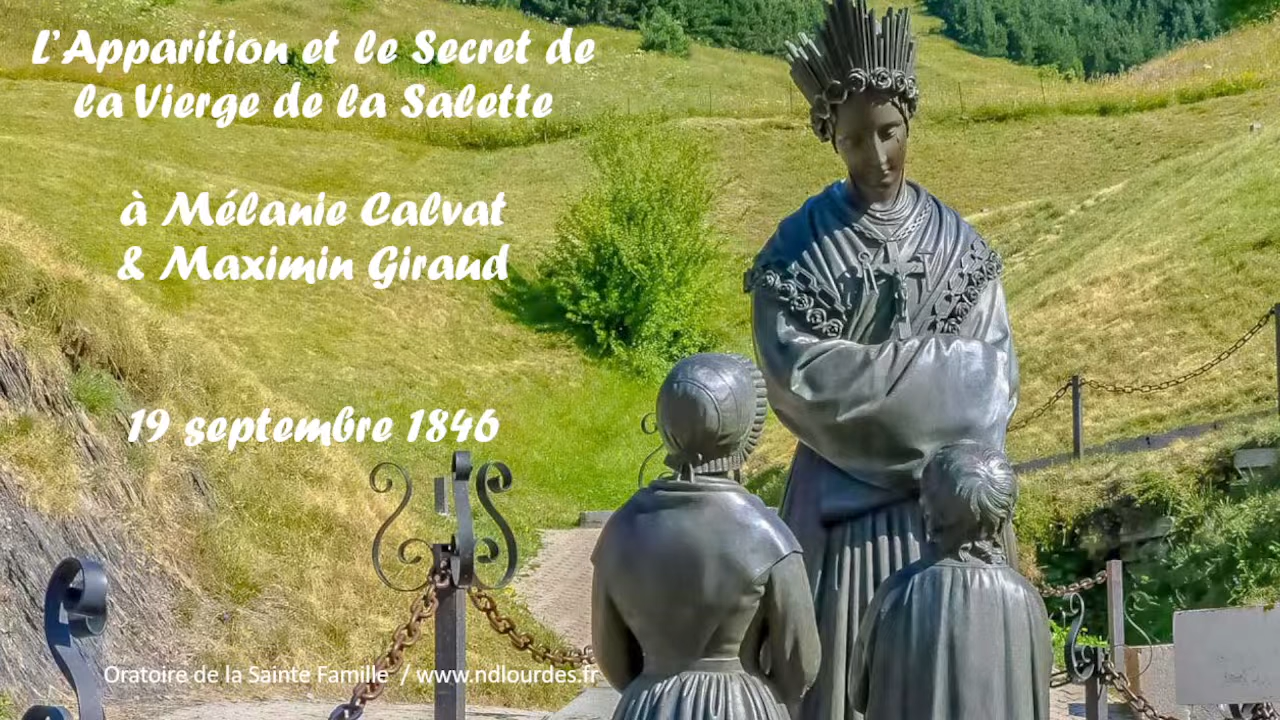 L'Apparition et le Secret de
la Vierge de la Salette
à Mélanie Calvat
& Maximin Giraud
19 septembre 1846
Oratoire de la Sainte Famille / www.ndlourdes.fr